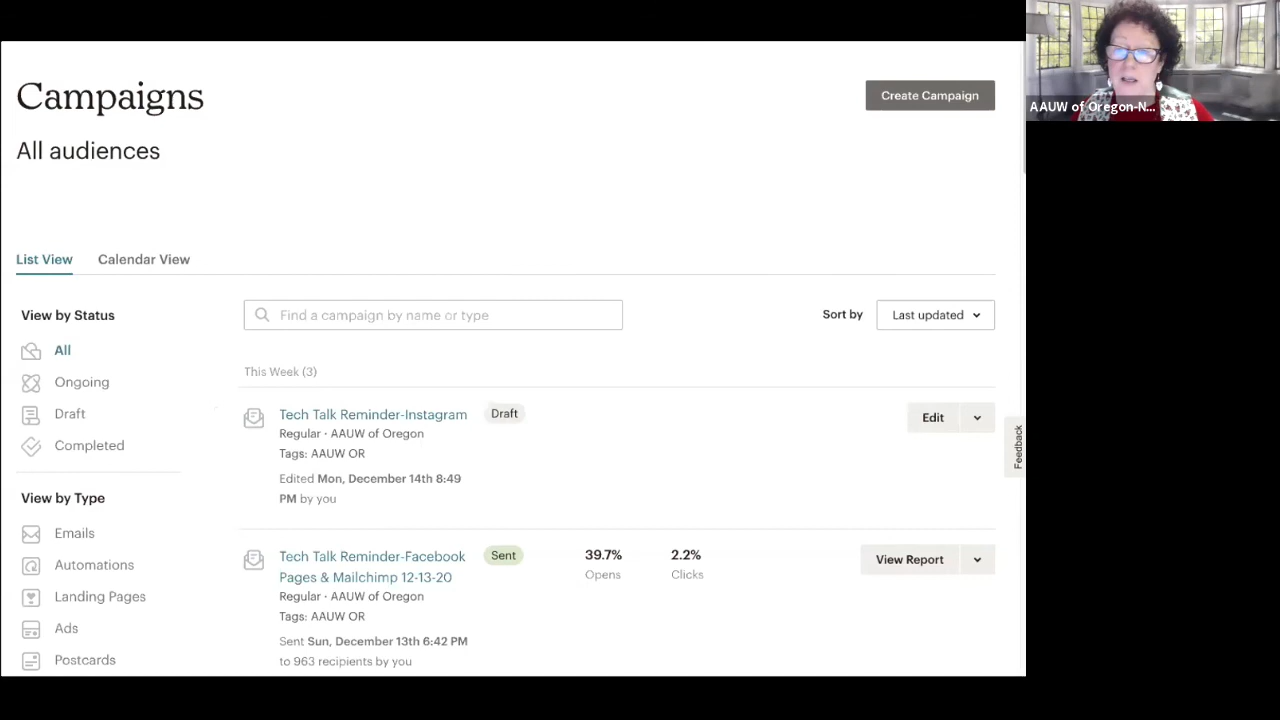 Campaigns
Create Campaign
All audiences
List View
Calendar View
View by Status
Find a campaign by name or type
Sort by
Last updated
All
Ongoing
Draft
Completed
This Week (3)
Tech Talk Reminder-Instagram
Draft
Regular · AAUW of Oregon
Tags: AAUW OR
Edited Mon, December 14th 8:49
PM by you
Edit
Feedback
View by Type
Emails
Automations
Landing Pages
Ads
Postcards
Tech Talk Reminder-Facebook
Pages & Mailchimp 12-13-20
Sent
Regular · AAUW of Oregon
Tags: AAUW OR
Sent Sun, December 13th 6:42 PM
to 963 recipients by you
39.7%
Opens
2.2%
Clicks
View Report
AAUW of Oregon-N...